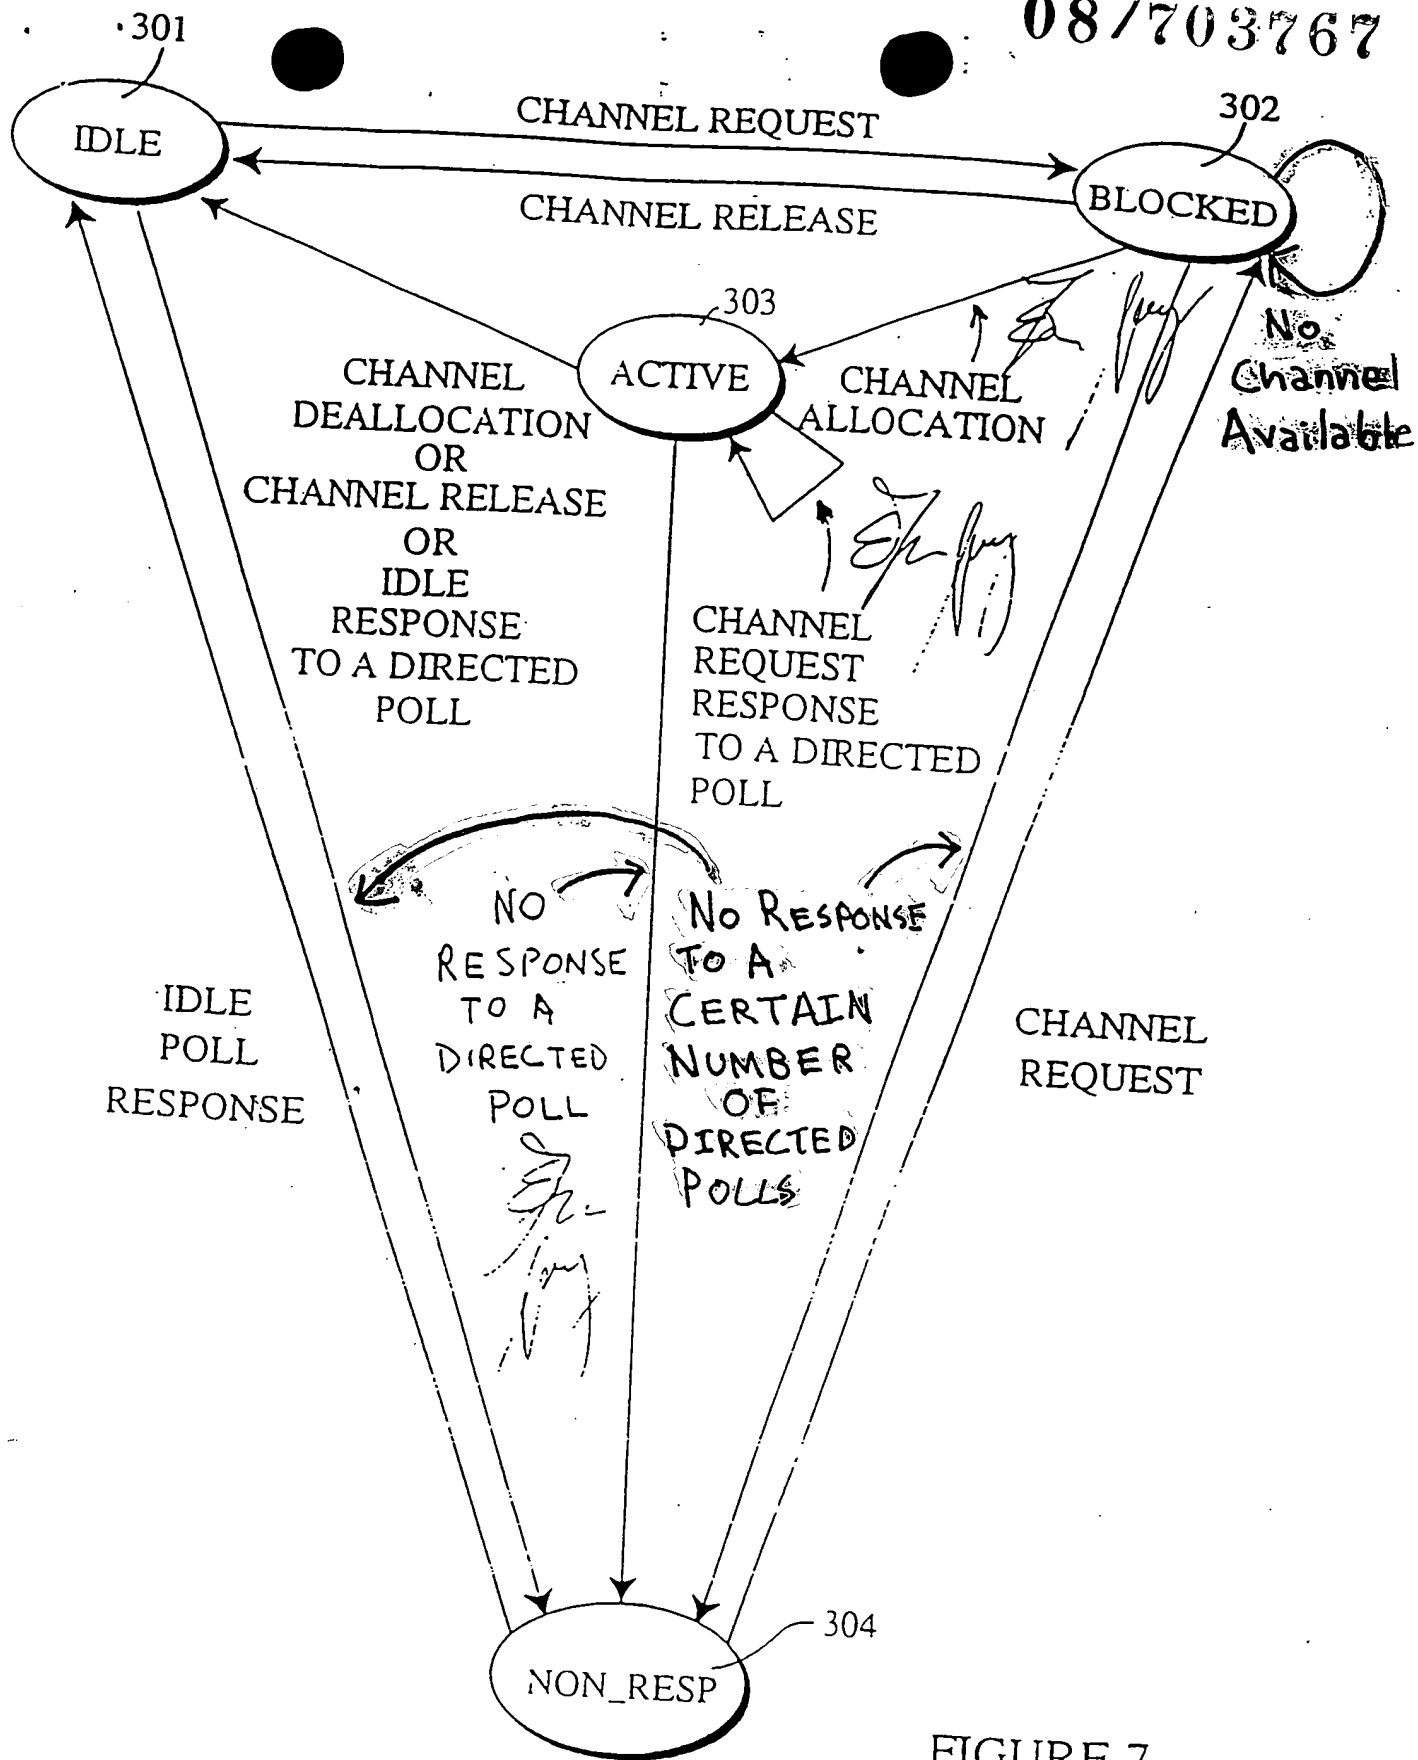 08/703767
301
IDLE
CHANNEL REQUEST
302
BLOCKED
CHANNEL RELEASE
303
ACTIVE
No
Channel
Available
CHANNEL
ALLOCATION
CHANNEL
DEALLOCATION
OR
CHANNEL RELEASE
OR
IDLE
RESPONSE
TO A DIRECTED
POLL
CHANNEL
REQUEST
RESPONSE
TO A DIRECTED
POLL
NO
RESPONSE
TO A
DIRECTED
POLL
NO RESPONSE
TO A
CERTAIN
NUMBER
OF
DIRECTED
POLLS
IDLE
POLL
RESPONSE
CHANNEL
REQUEST
304
NON_RESP
FIGURE 7